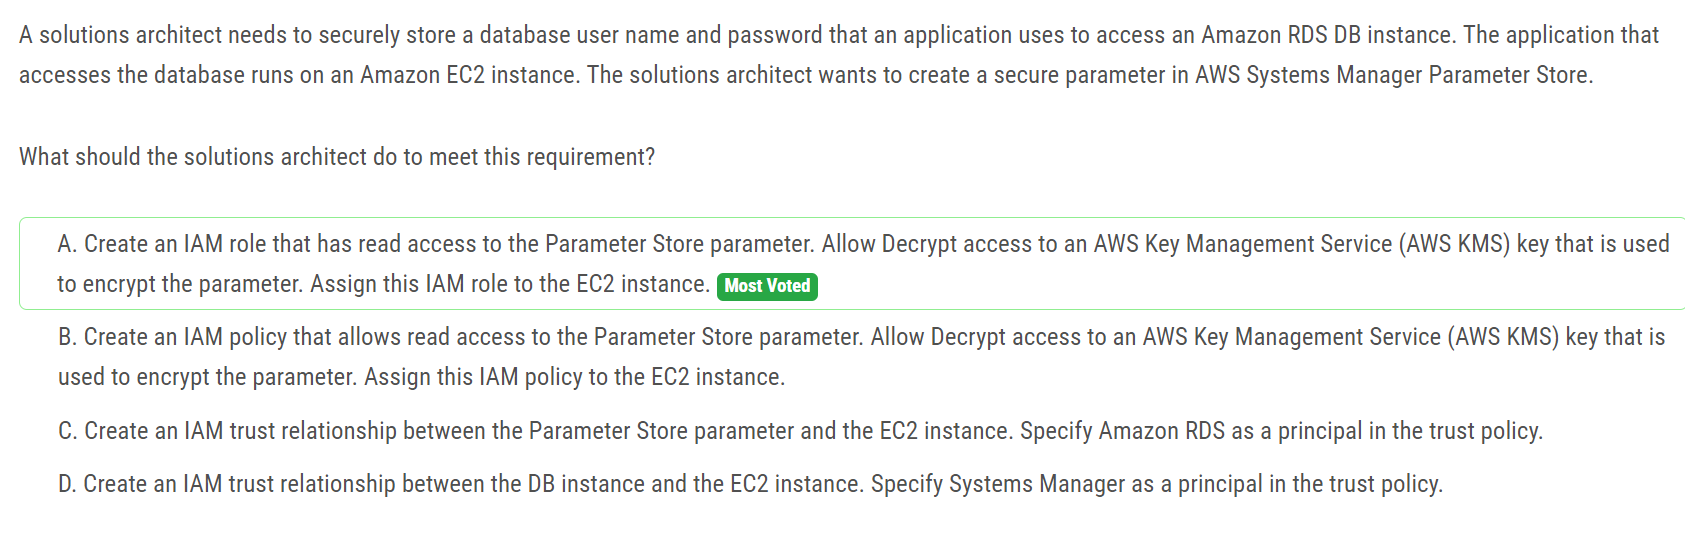 A solutions architect needs to securely store a database user name and password that an application uses to access an Amazon RDS DB instance. The application that
accesses the database runs on an Amazon EC2 instance. The solutions architect wants to create a secure parameter in AWS Systems Manager Parameter Store.
What should the solutions architect do to meet this requirement?
A. Create an IAM role that has read access to the Parameter Store parameter. Allow Decrypt access to an AWS Key Management Service (AWS KMS) key that is used
to encrypt the parameter. Assign this IAM role to the EC2 instance. Most Voted
B. Create an IAM policy that allows read access to the Parameter Store parameter. Allow Decrypt access to an AWS Key Management Service (AWS KMS) key that is
used to encrypt the parameter. Assign this IAM policy to the EC2 instance.
C. Create an IAM trust relationship between the Parameter Store parameter and the EC2 instance. Specify Amazon RDS as a principal in the trust policy.
D. Create an IAM trust relationship between the DB instance and the EC2 instance. Specify Systems Manager as a principal in the trust policy.